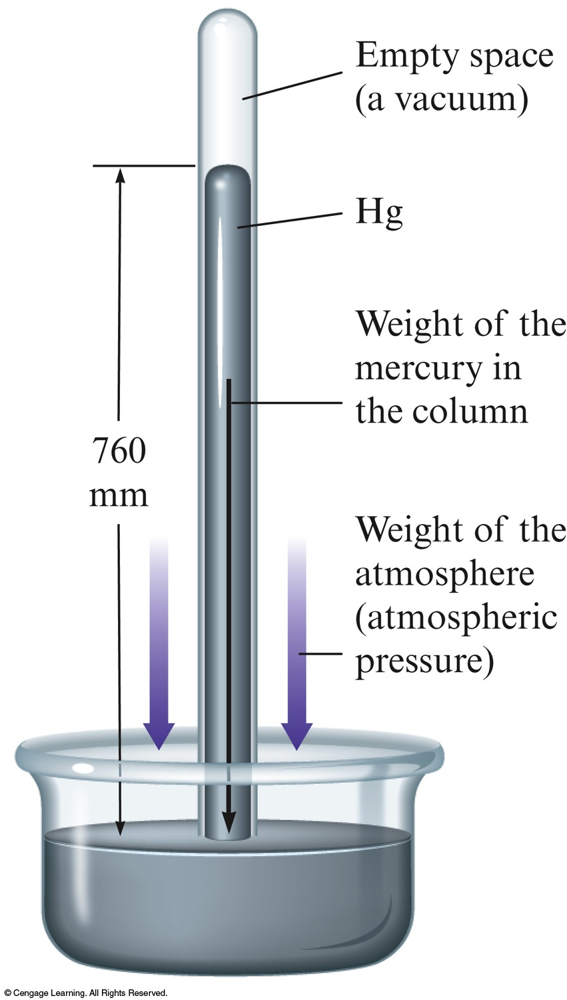 Empty space
(a vacuum)
Hg
Weight of the
mercury in
the column
760
mm
Weight of the
atmosphere
(atmospheric
pressure)
© Cengage Learning. All Rights Reserved.